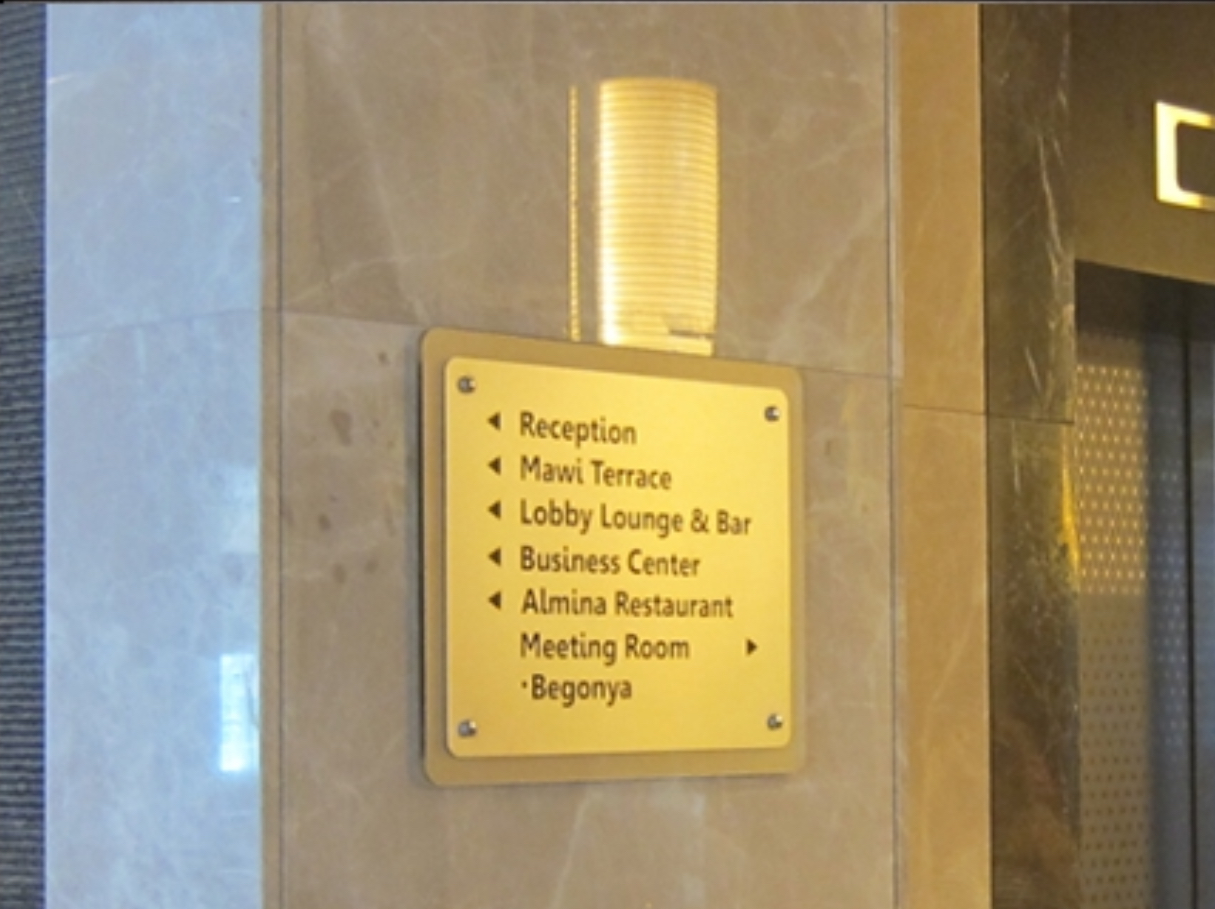 ◀ Reception
◀ Mawi Terrace
◀ Lobby Lounge & Bar
◀ Business Center
◀ Almina Restaurant
Meeting Room ▶
·Begonya